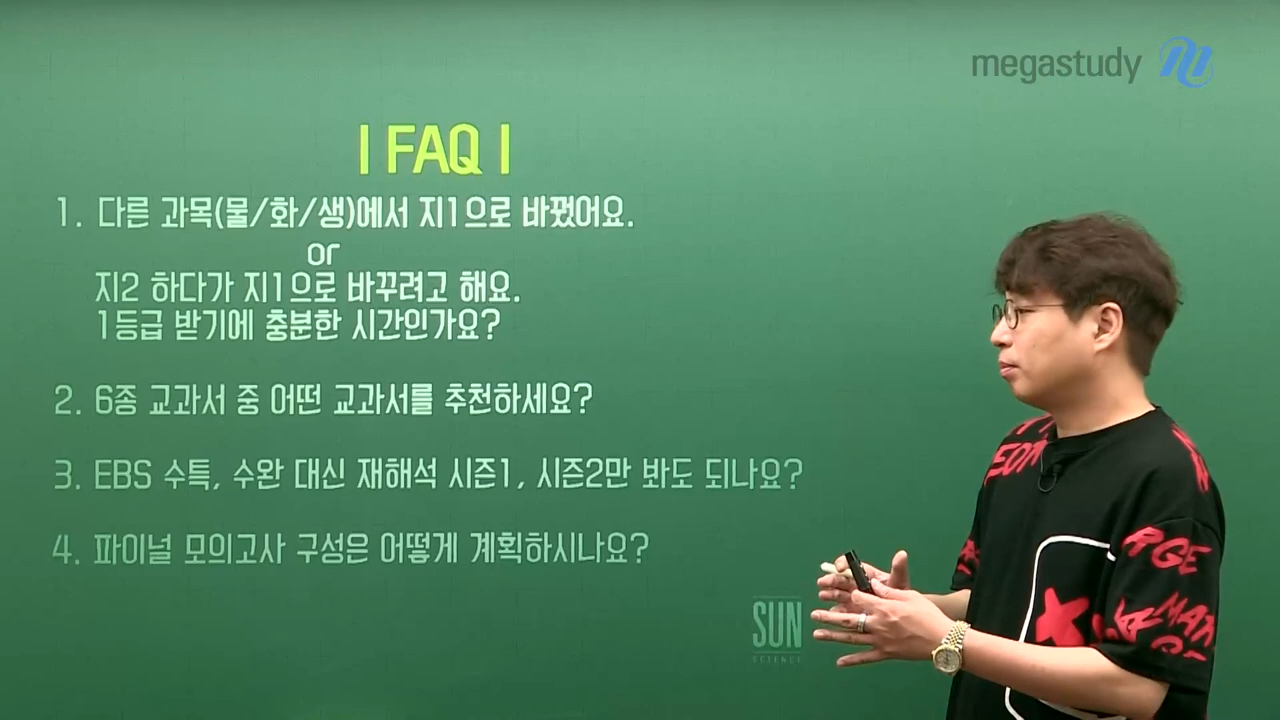 megastudy
| FAQ |
1. 다른 과목(물/화/생)에서 지1으로 바꿨어요.
or
지2 하다가 지1으로 바꾸려고 해요.
1등급 받기에 충분한 시간인가요?
2. 6종 교과서 중 어떤 교과서를 추천하세요?
3. EBS 수특, 수완 대신 재해석 시즌1, 시즌2만 봐도 되나요?
4. 파이널 모의고사 구성은 어떻게 계획하시나요?
SUN
SCIENCE
RGE